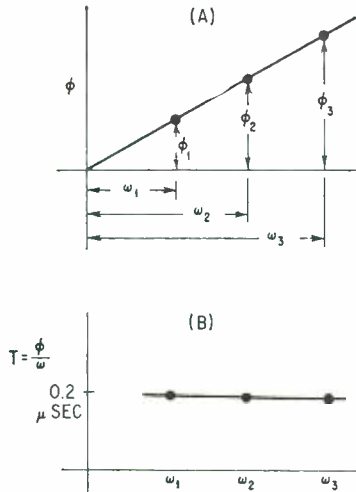 (A)
ϕ
ϕ₁
ϕ₂
ϕ₃
ω₁
ω₂
ω₃
(B)
T = ϕ/ω
0.2
μ SEC
ω₁ ω₂ ω₃